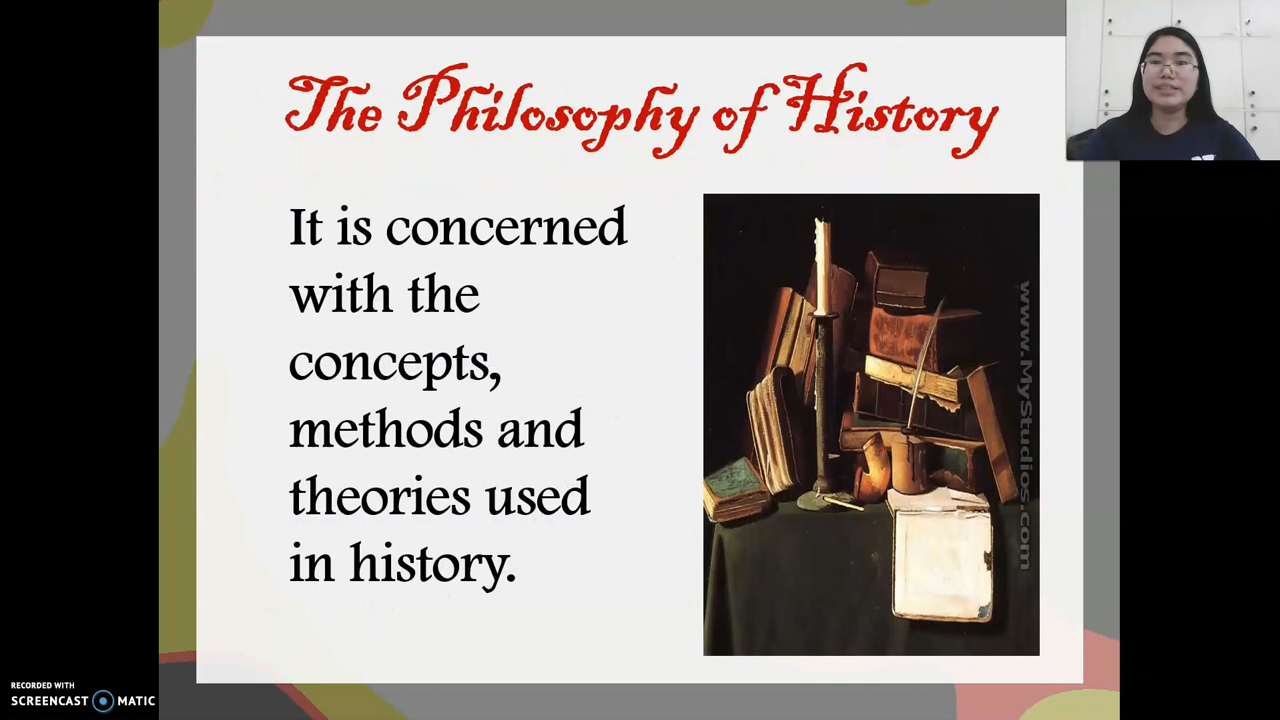 The Philosophy of History
It is concerned
with the
concepts,
methods and
theories used
in history.
www.MyStudios.com
RECORDED WITH
SCREENCAST MATIC